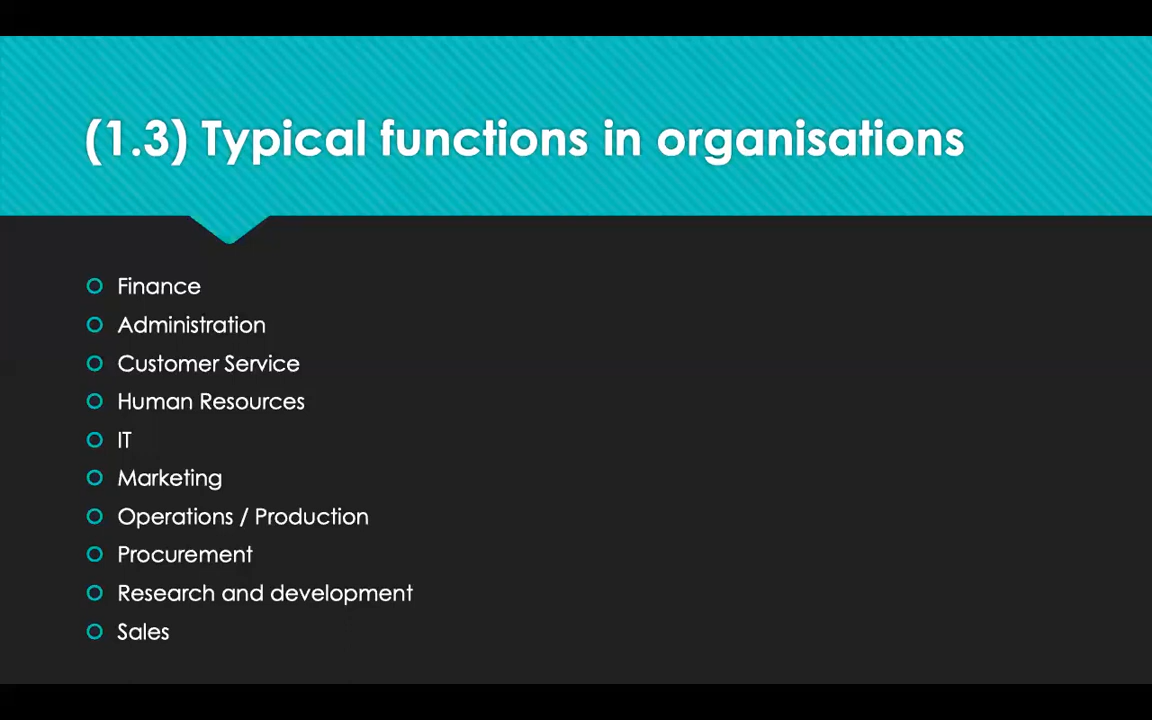 (1.3) Typical functions in organisations
Finance
Administration
Customer Service
Human Resources
IT
Marketing
Operations / Production
Procurement
Research and development
Sales